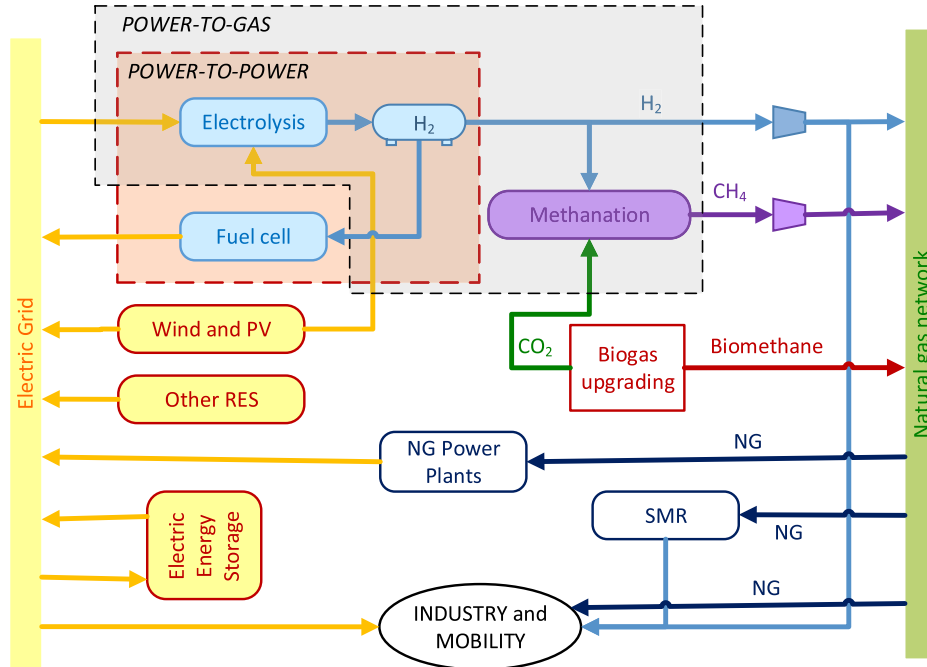 POWER-TO-GAS
POWER-TO-POWER
Electrolysis
H₂
H₂
CH₄
Methanation
Fuel cell
Electric Grid
Natural gas network
Wind and PV
CO₂
Biogas
upgrading
Biomethane
Other RES
NG Power
Plants
NG
Electric
Energy
Storage
SMR
NG
NG
INDUSTRY and
MOBILITY